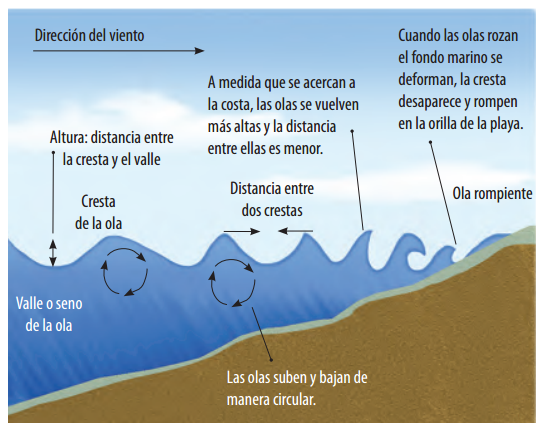 Dirección del viento
Cuando las olas rozan
el fondo marino se
deforman, la cresta
desaparece y rompen
en la orilla de la playa.
A medida que se acercan a
la costa, las olas se vuelven
más altas y la distancia
entre ellas es menor.
Altura: distancia entre
la cresta y el valle
Distancia entre
dos crestas
Ola rompiente
Cresta
de la ola
Valle o seno
de la ola
Las olas suben y bajan de
manera circular.